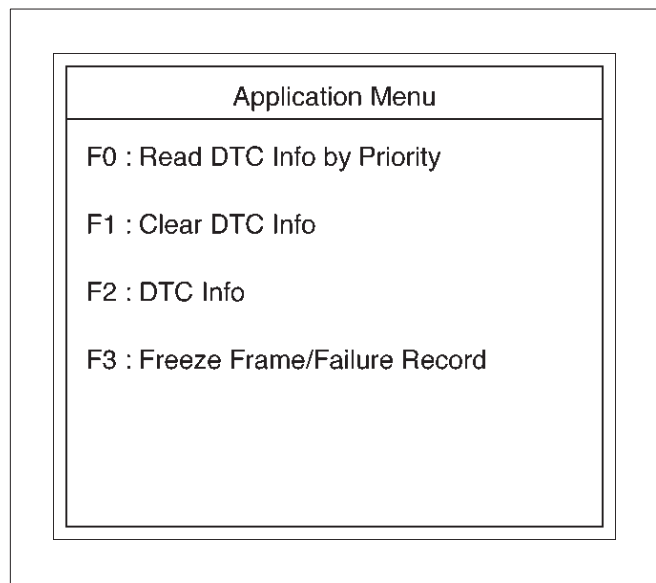 Application Menu
F0 : Read DTC Info by Priority
F1 : Clear DTC Info
F2 : DTC Info
F3 : Freeze Frame/Failure Record